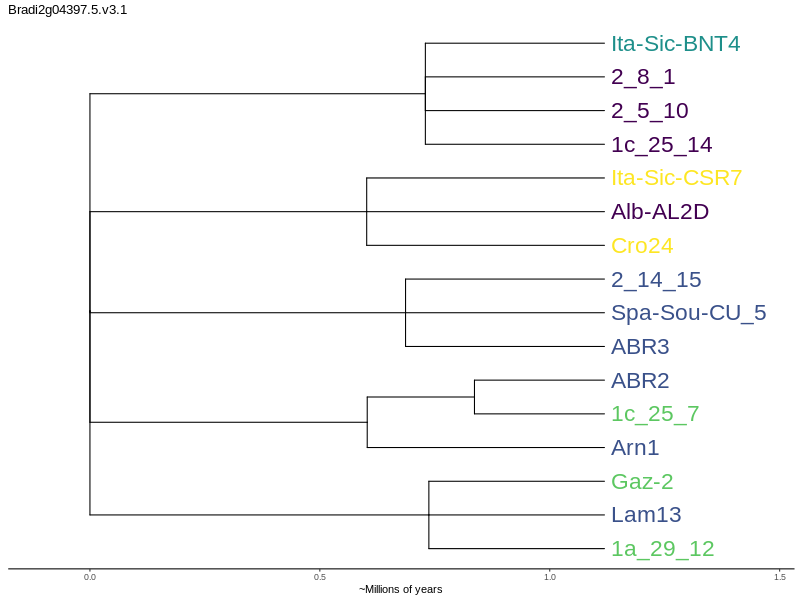 Bradi2g04397.5.v3.1
Ita-Sic-BNT4
2_8_1
2_5_10
1c_25_14
Ita-Sic-CSR7
Alb-AL2D
Cro24
2_14_15
Spa-Sou-CU_5
ABR3
ABR2
1c_25_7
Arn1
Gaz-2
Lam13
1a_29_12
0.0 0.5 1.0 1.5
~Millions of years